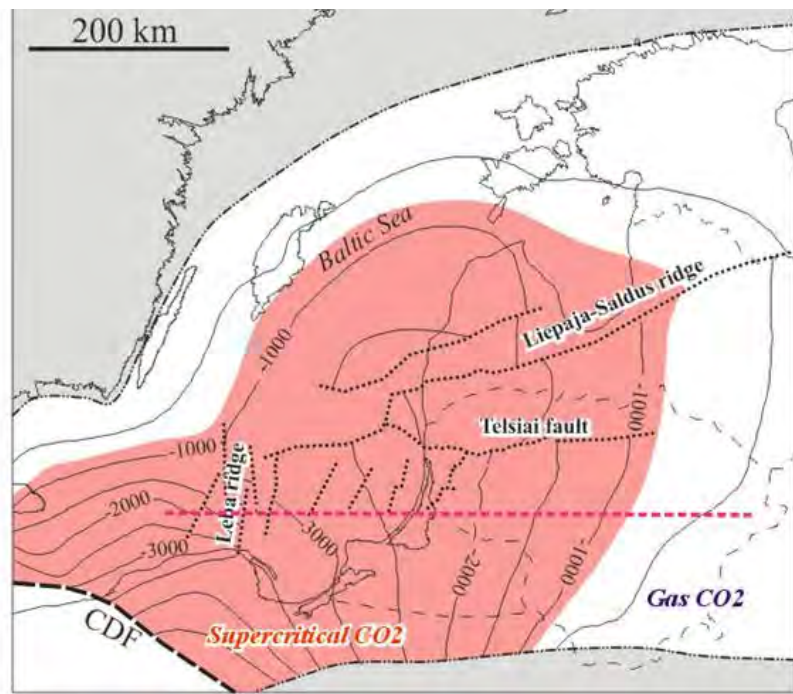 200 km
Baltic Sea
-1000
Liepaja-Saldus ridge
-1000
Telsiai fault
-1000
Leba ridge
-2000
3000
-3000
-2000
-1000
Gas CO2
CDF
Supercritical CO2